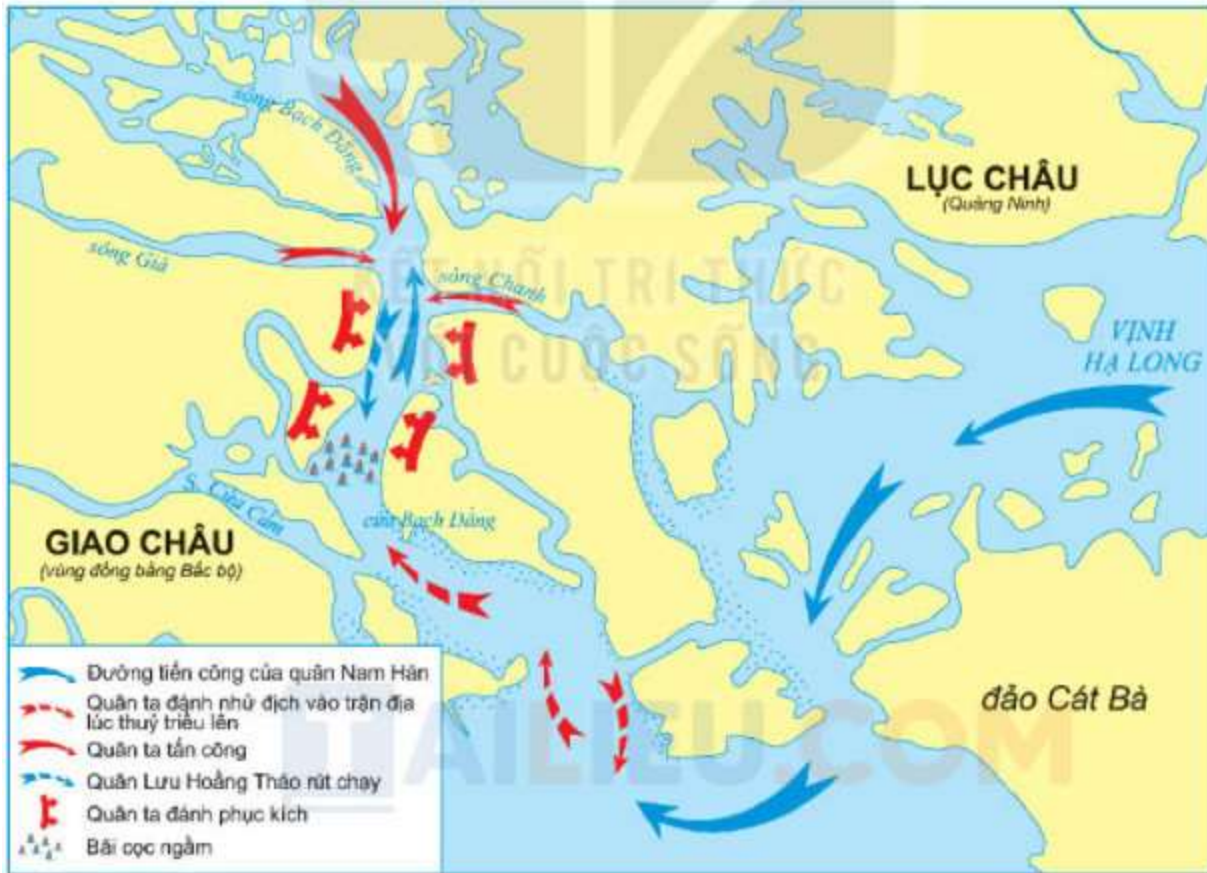 sông Bạch Đằng
LỤC CHÂU
(Quảng Ninh)
sông Giá
sông Chanh
KẾT NỐI TRI THỨC
VỚI CUỘC SỐNG
VỊNH
HẠ LONG
S. Cửa Cấm
cửa Bạch Đằng
GIAO CHÂU
(vùng đồng bằng Bắc bộ)
đảo Cát Bà
Đường tiến công của quân Nam Hán
Quân ta đánh nhử địch vào trận địa
lúc thuỷ triều lên
Quân ta tấn công
Quân Lưu Hoằng Tháo rút chạy
Quân ta đánh phục kích
Bãi cọc ngầm
TAILIEU.COM